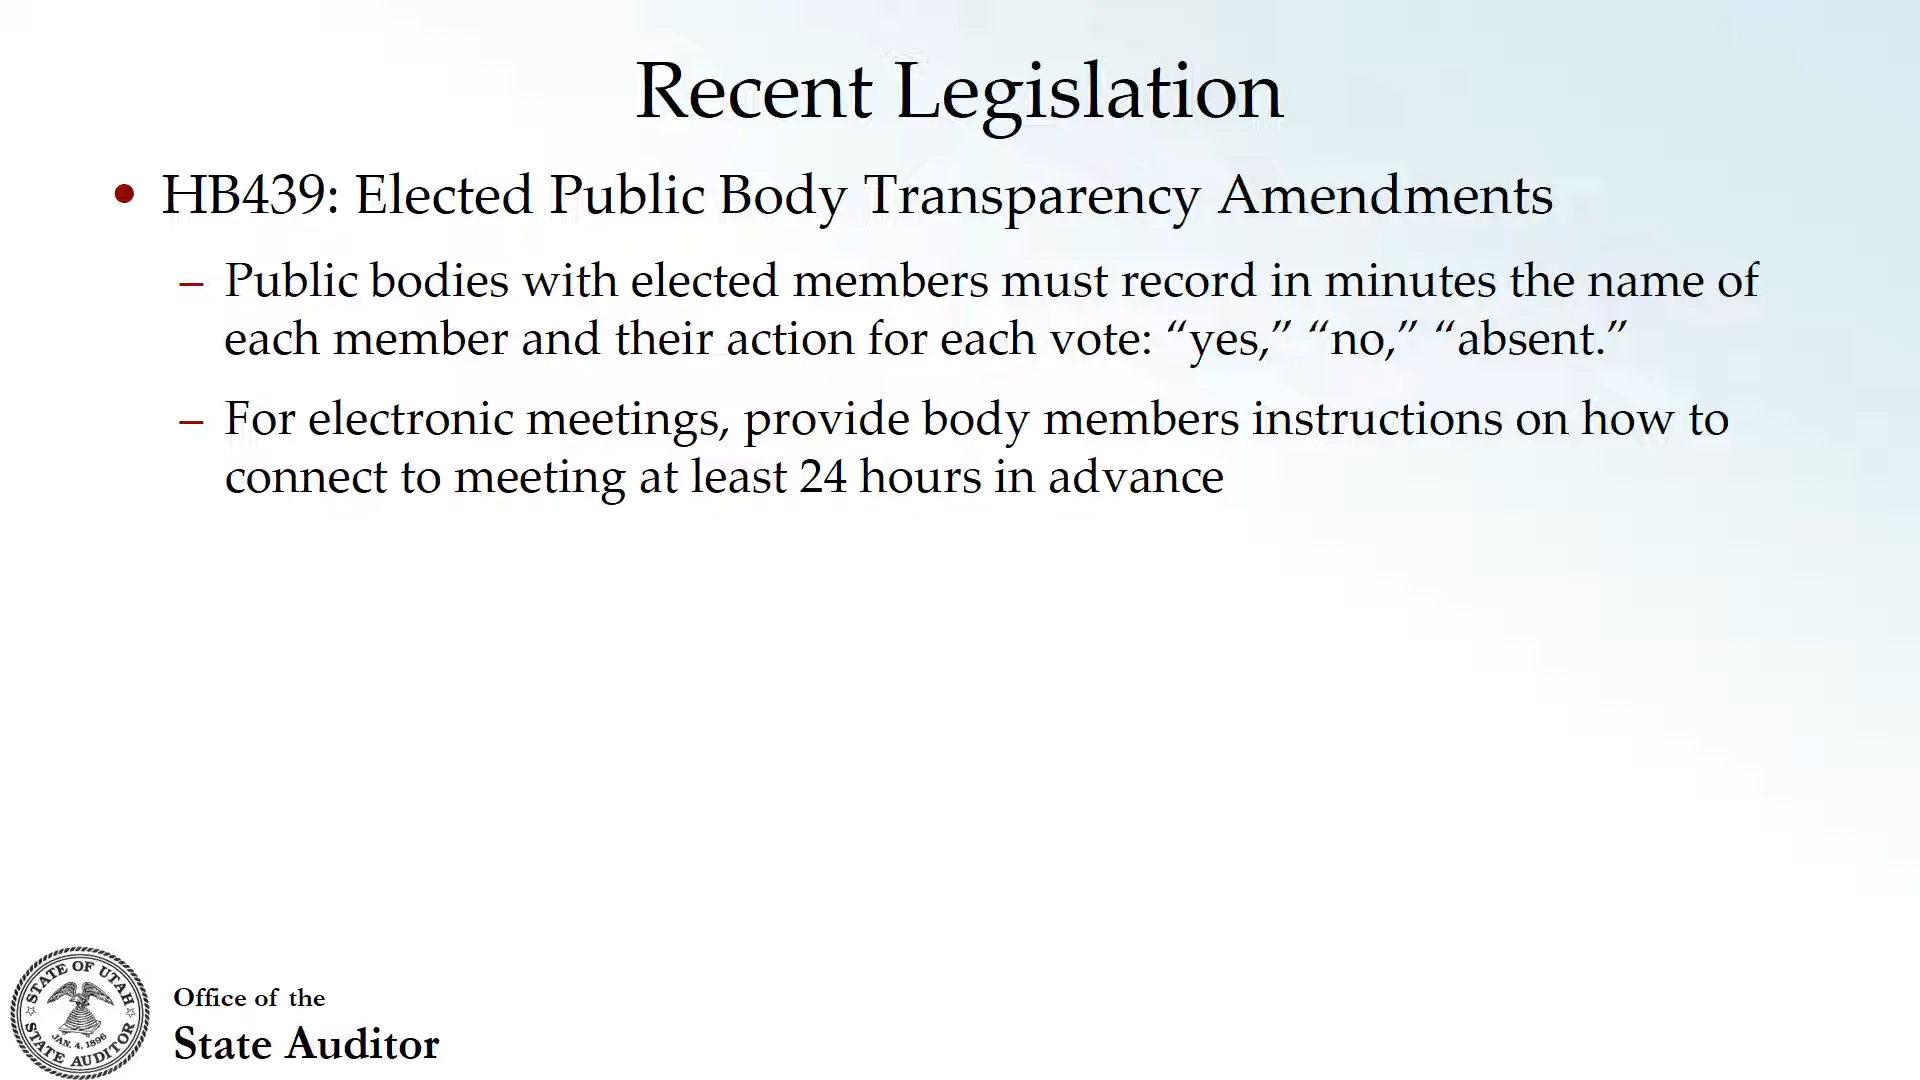 Recent Legislation
• HB439: Elected Public Body Transparency Amendments
– Public bodies with elected members must record in minutes the name of
each member and their action for each vote: “yes,” “no,” “absent.”
– For electronic meetings, provide body members instructions on how to
connect to meeting at least 24 hours in advance
STATE OF UTAH
JAN. 4, 1896
STATE AUDITOR
Office of the
State Auditor